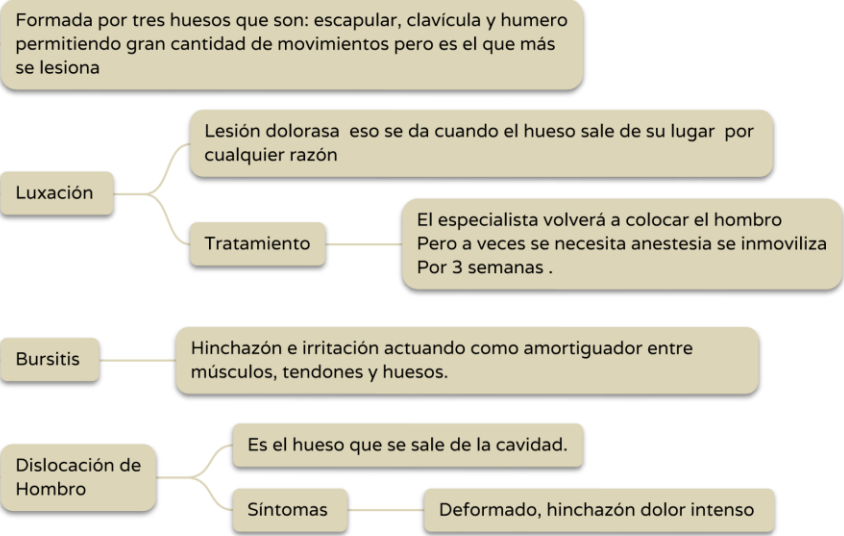 Formada por tres huesos que son: escapular, clavícula y humero
permitiendo gran cantidad de movimientos pero es el que más
se lesiona
Lesión dolorasa eso se da cuando el hueso sale de su lugar por
cualquier razón
Luxación
Tratamiento
El especialista volverá a colocar el hombro
Pero a veces se necesita anestesia se inmoviliza
Por 3 semanas .
Bursitis
Hinchazón e irritación actuando como amortiguador entre
músculos, tendones y huesos.
Dislocación de
Hombro
Es el hueso que se sale de la cavidad.
Síntomas
Deformado, hinchazón dolor intenso